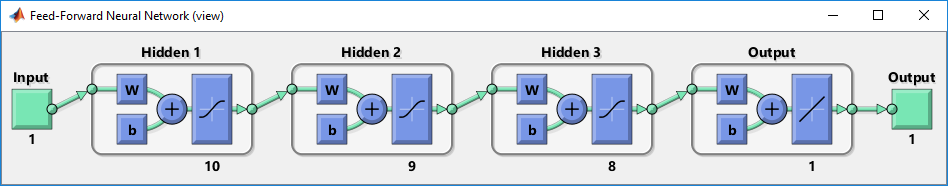 Feed-Forward Neural Network (view)
Hidden 1 Hidden 2 Hidden 3 Output
Input Output
W W W W
b b b b
1 1
10 9 8 1